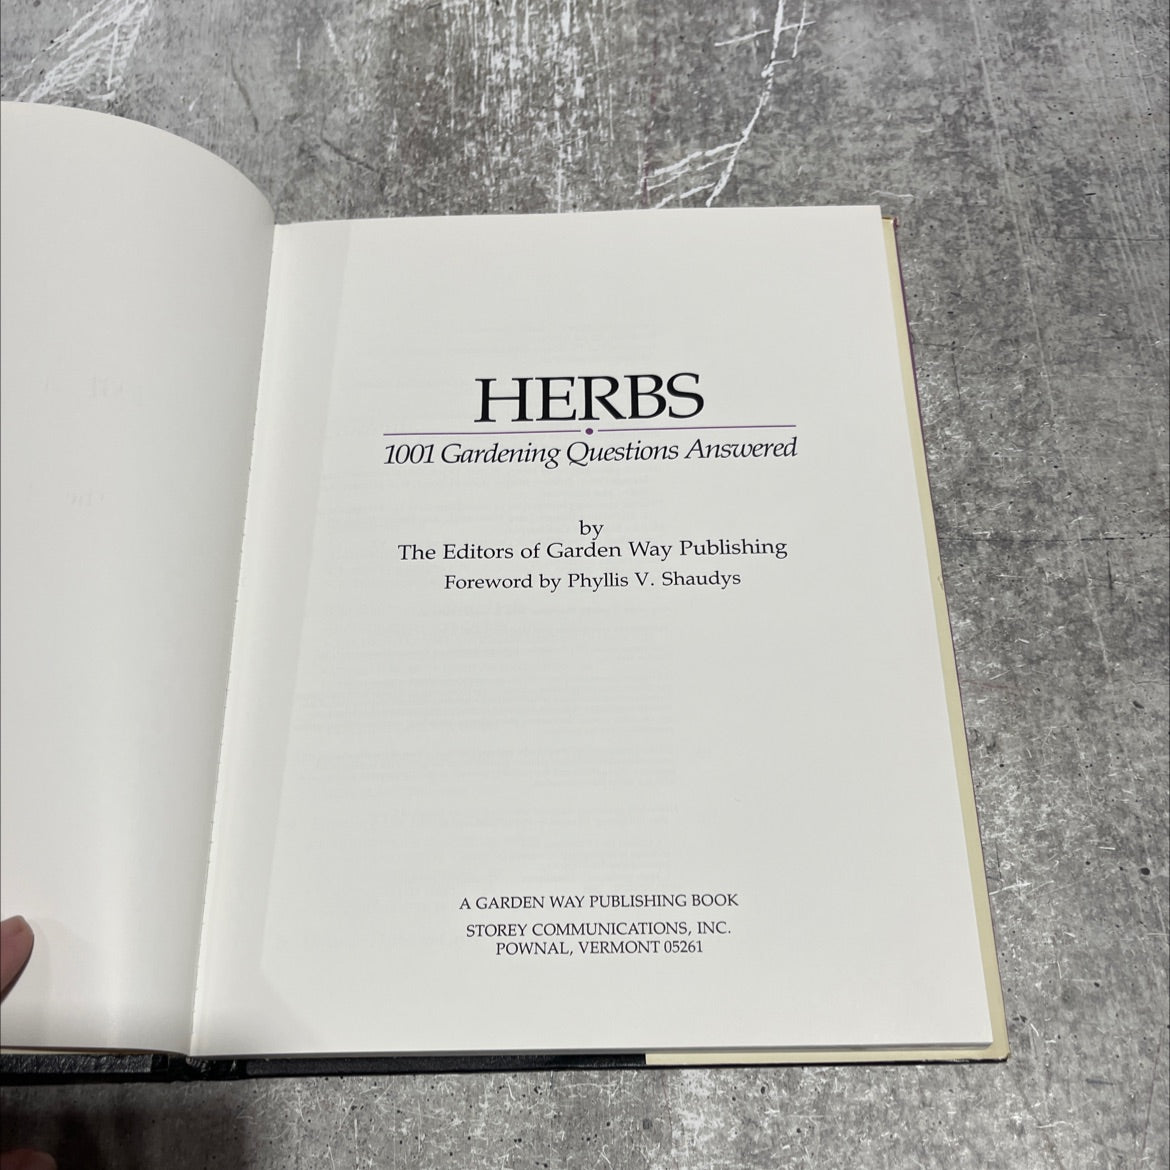 HERBS
1001 Gardening Questions Answered
by
The Editors of Garden Way Publishing
Foreword by Phyllis V. Shaudys
A GARDEN WAY PUBLISHING BOOK
STOREY COMMUNICATIONS, INC.
POWNAL, VERMONT 05261